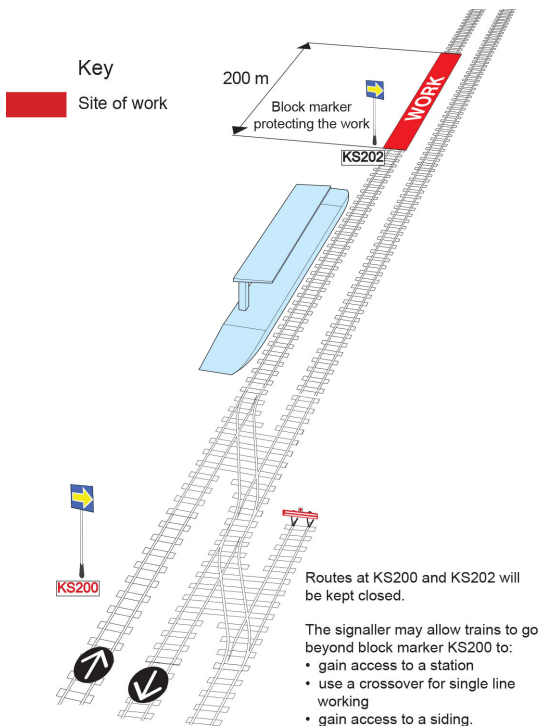 Key
Site of work
200 m
Block marker
protecting the work
WORK
KS202
KS200
Routes at KS200 and KS202 will
be kept closed.
The signaller may allow trains to go
beyond block marker KS200 to:
• gain access to a station
• use a crossover for single line
working
• gain access to a siding.